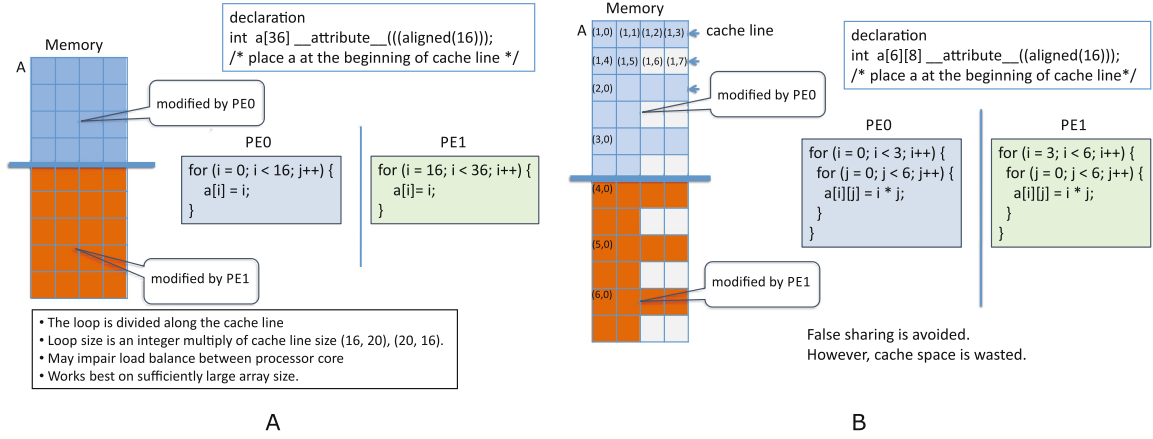 declaration
int a[36] __attribute__(((aligned(16)));
/* place a at the beginning of cache line */
Memory
A
modified by PE0
PE0
for (i = 0; i < 16; j++) {
a[i]= i;
}
PE1
for (i = 16; i < 36; i++) {
a[i]=i;
}
modified by PE1
• The loop is divided along the cache line
• Loop size is an integer multiply of cache line size (16, 20), (20, 16).
• May impair load balance between processor core
• Works best on sufficiently large array size.
A
Memory
A (1,0) (1,1) (1,2) (1,3) cache line
(1,4) (1,5) (1,6) (1,7)
(2,0)
modified by PE0
(3,0)
(4,0)
(5,0)
(6,0)
modified by PE1
declaration
int a[6][8] __attribute__((aligned(16)));
/* place a at the beginning of cache line*/
PE0
for (i = 0; i < 3; i++) {
for (j = 0; j < 6; j++) {
a[i][j] = i * j;
}
}
PE1
for (i = 3; i < 6; i++) {
for (j = 0; j < 6; j++) {
a[i][j] = i * j;
}
}
False sharing is avoided.
However, cache space is wasted.
B